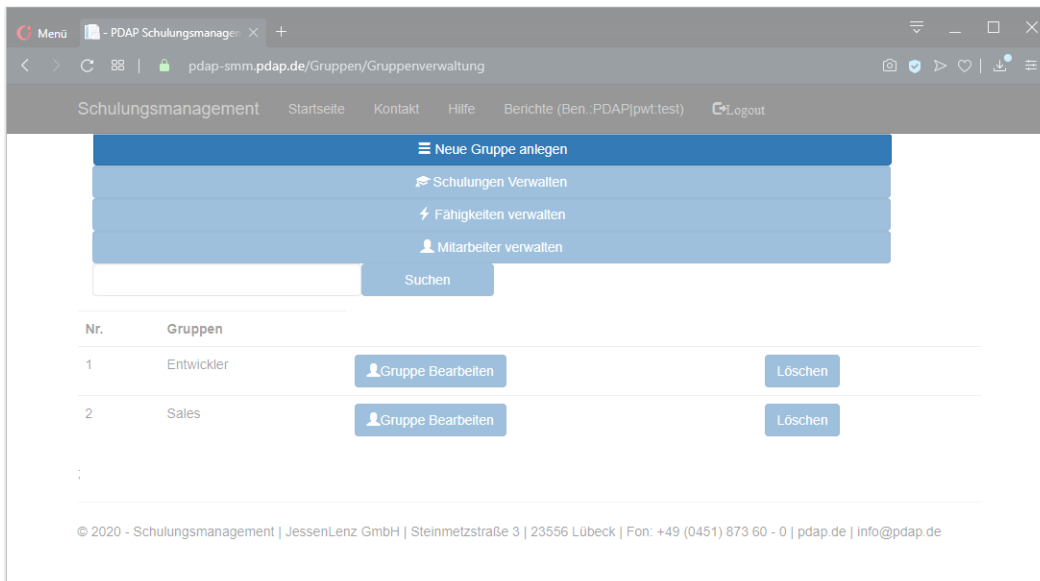 Menü - PDAP Schulungsmanagen
pdap-smm.pdap.de/Gruppen/Gruppenverwaltung
Schulungsmanagement Startseite Kontakt Hilfe Berichte (Ben.:PDAP|pwt:test) Logout
Neue Gruppe anlegen
Schulungen Verwalten
Fähigkeiten verwalten
Mitarbeiter verwalten
Suchen
Nr. Gruppen
1 Entwickler Gruppe Bearbeiten Löschen
2 Sales Gruppe Bearbeiten Löschen
;
© 2020 - Schulungsmanagement | JessenLenz GmbH | Steinmetzstraße 3 | 23556 Lübeck | Fon: +49 (0451) 873 60 - 0 | pdap.de | info@pdap.de